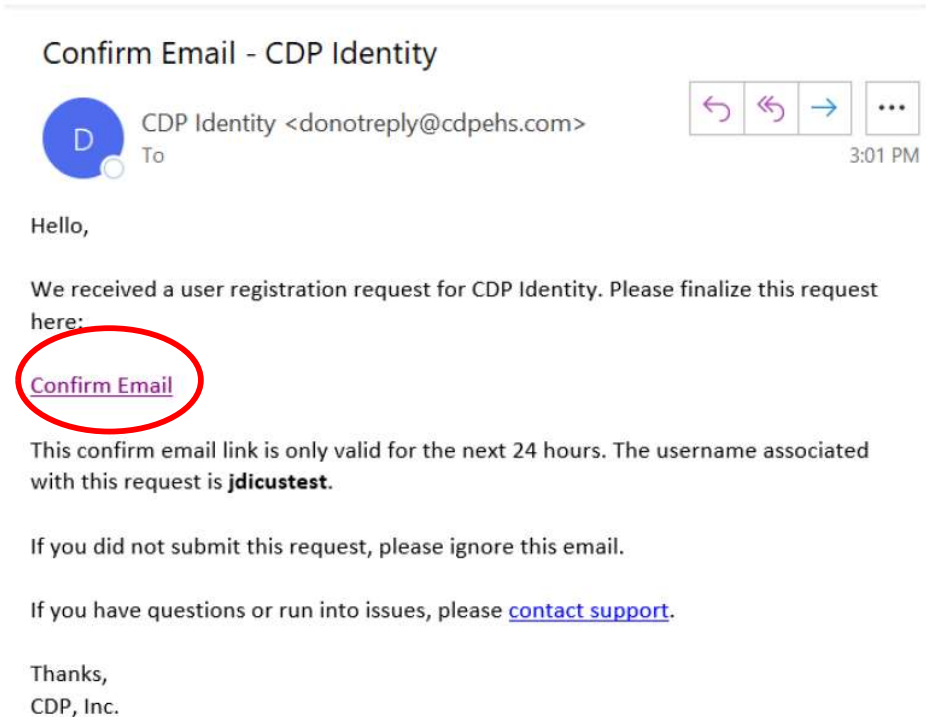 Confirm Email - CDP Identity
D
CDP Identity <donotreply@cdpehs.com>
To
3:01 PM
Hello,
We received a user registration request for CDP Identity. Please finalize this request
here:
Confirm Email
This confirm email link is only valid for the next 24 hours. The username associated
with this request is jdicustest.
If you did not submit this request, please ignore this email.
If you have questions or run into issues, please contact support.
Thanks,
CDP, Inc.